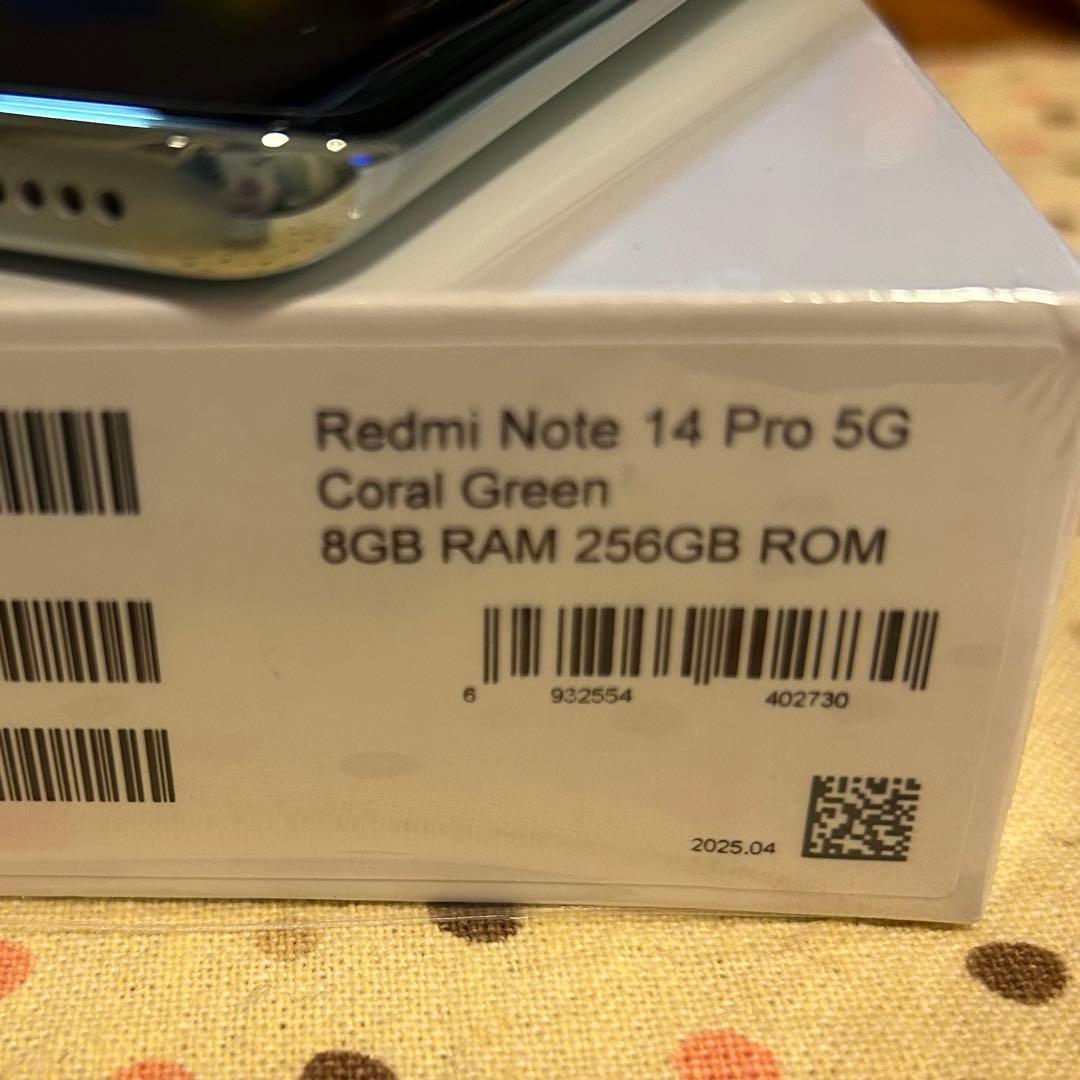 Redmi Note 14 Pro 5G
Coral Green
8GB RAM 256GB ROM
6 932554 402730
2025.04